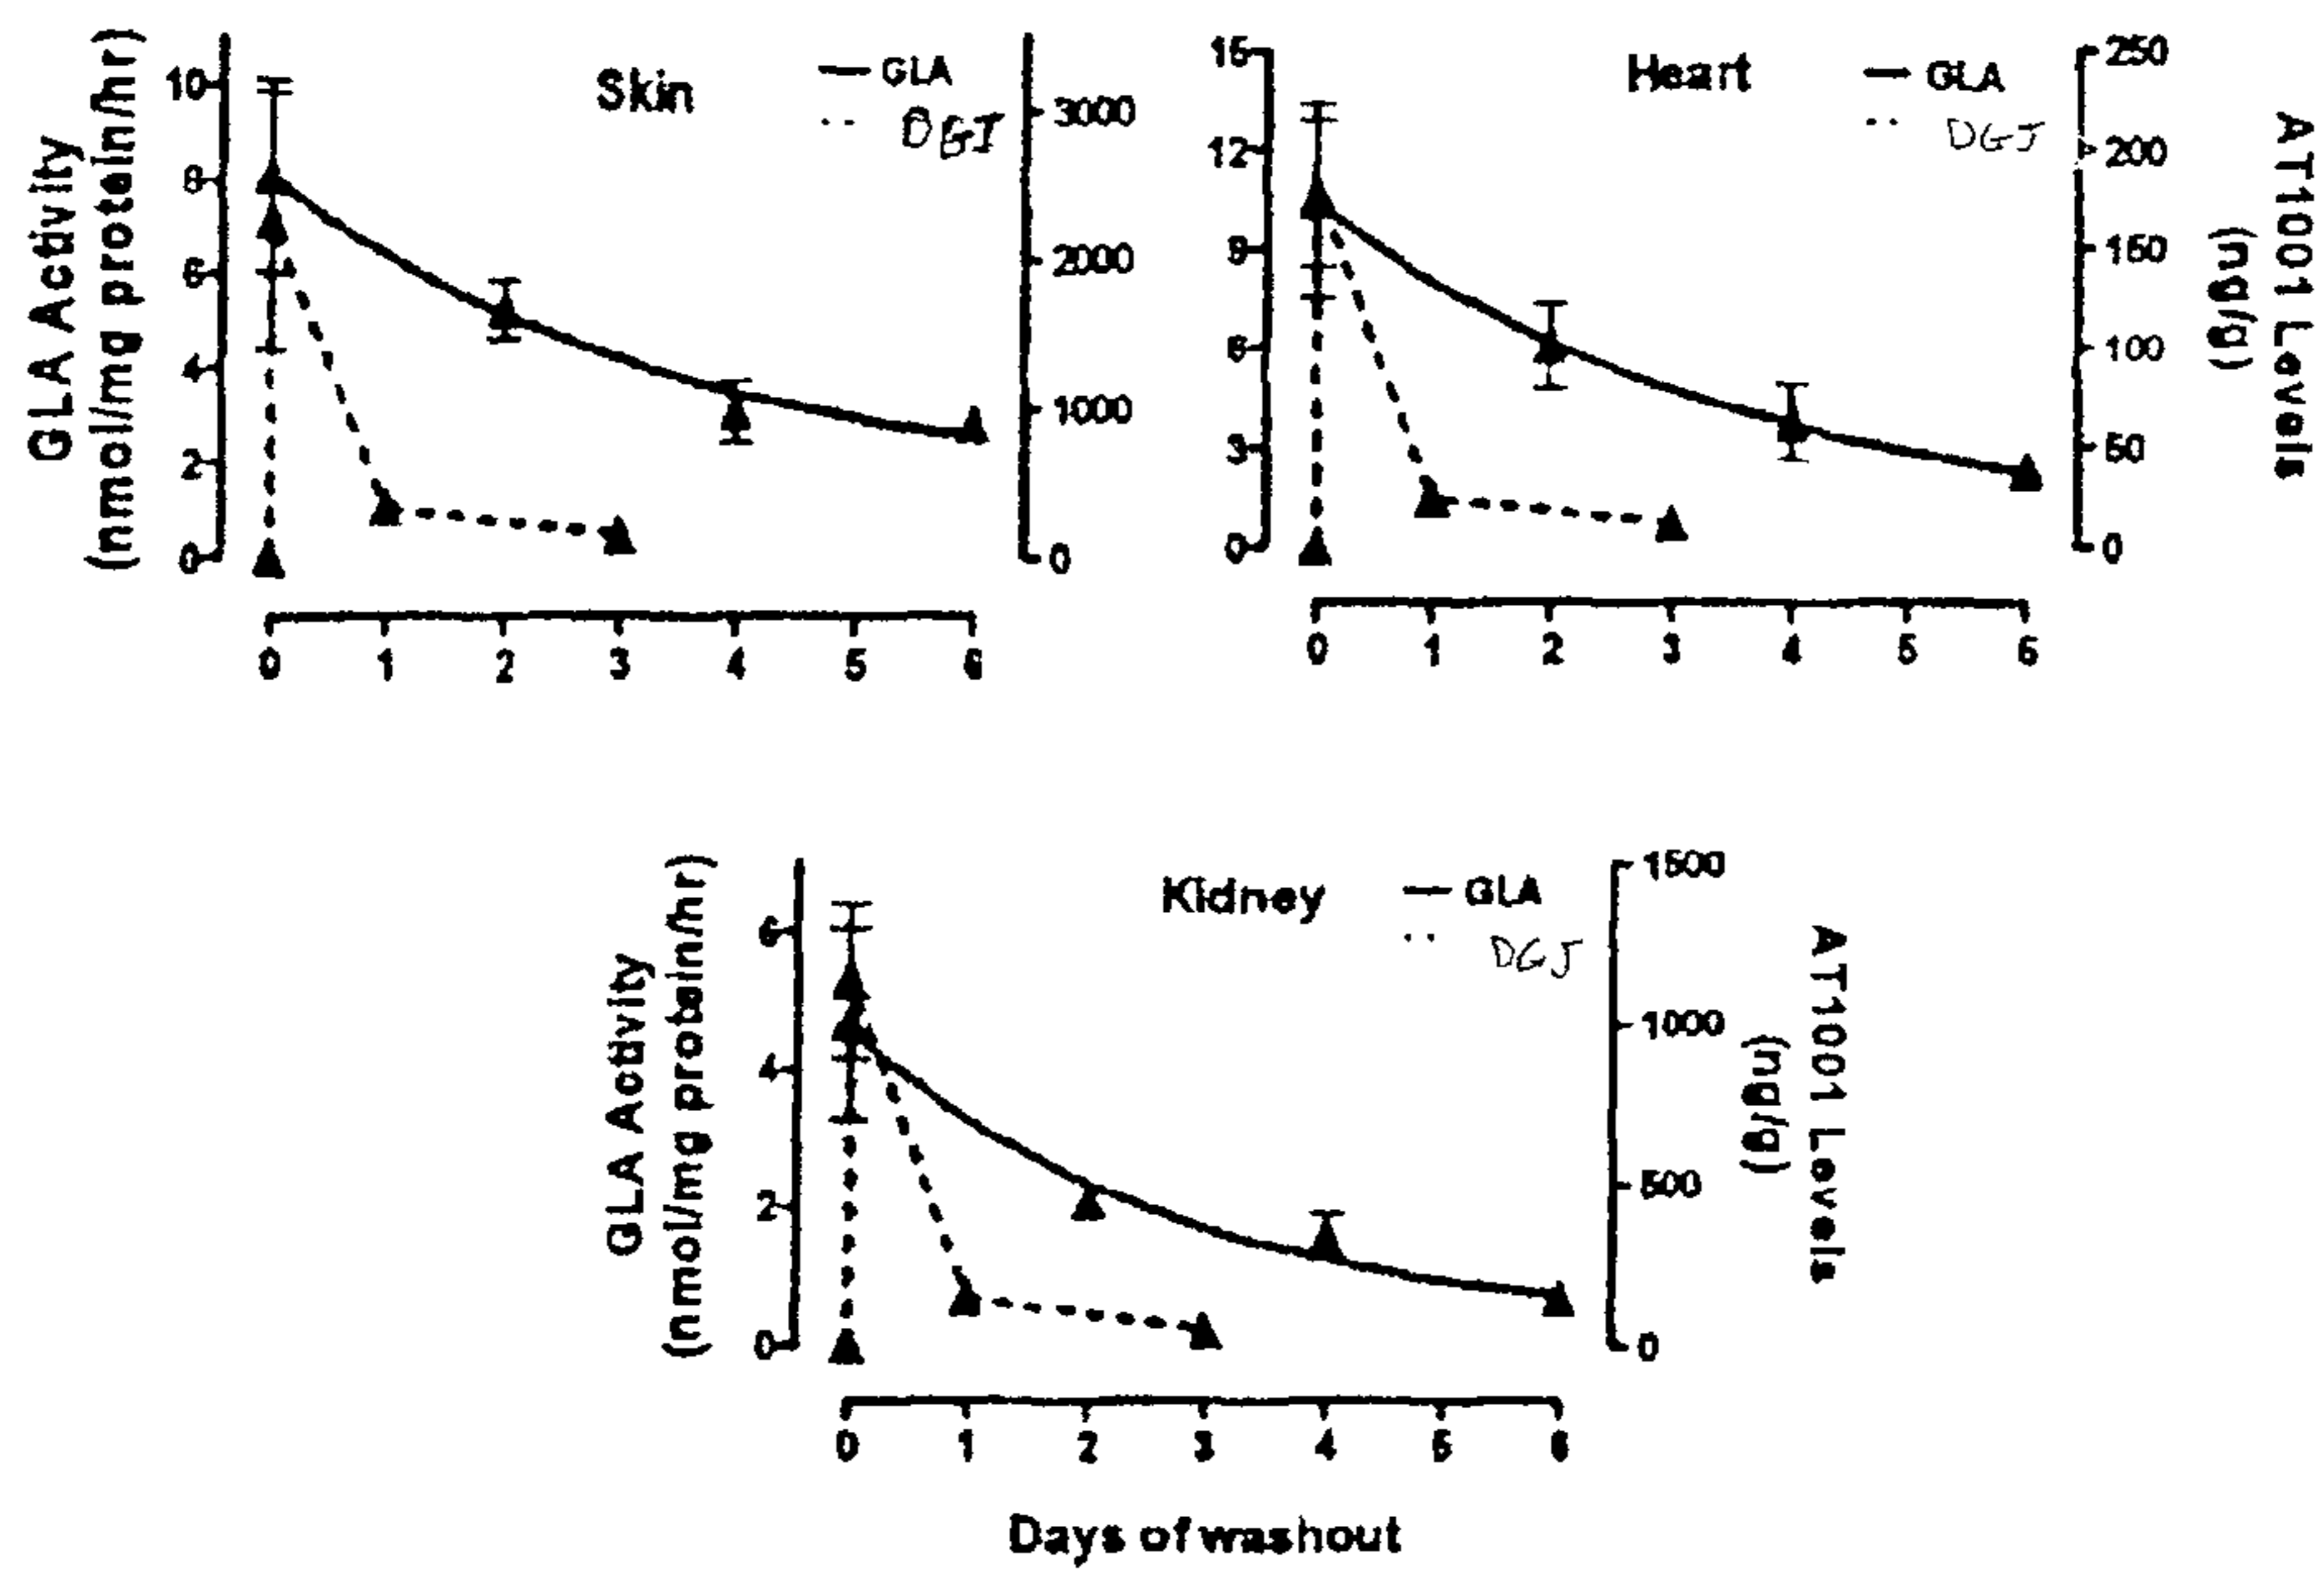 Skin
GLA
DGJ
GLA Activity
(nmol/mg protein/hr)
10
8
6
4
2
0
3000
2000
1000
0
0 1 2 3 4 5 6
Heart
GLA
DGJ
15
12
9
6
3
0
250
200
150
100
50
0
AT1001 Levels
(ng/g)
0 1 2 3 4 5 6
Kidney
GLA
DGJ
GLA Activity
(nmol/mg protein/hr)
6
4
2
0
1500
1000
500
0
AT1001 Levels
(ng/g)
0 1 2 3 4 5 6
Days of washout